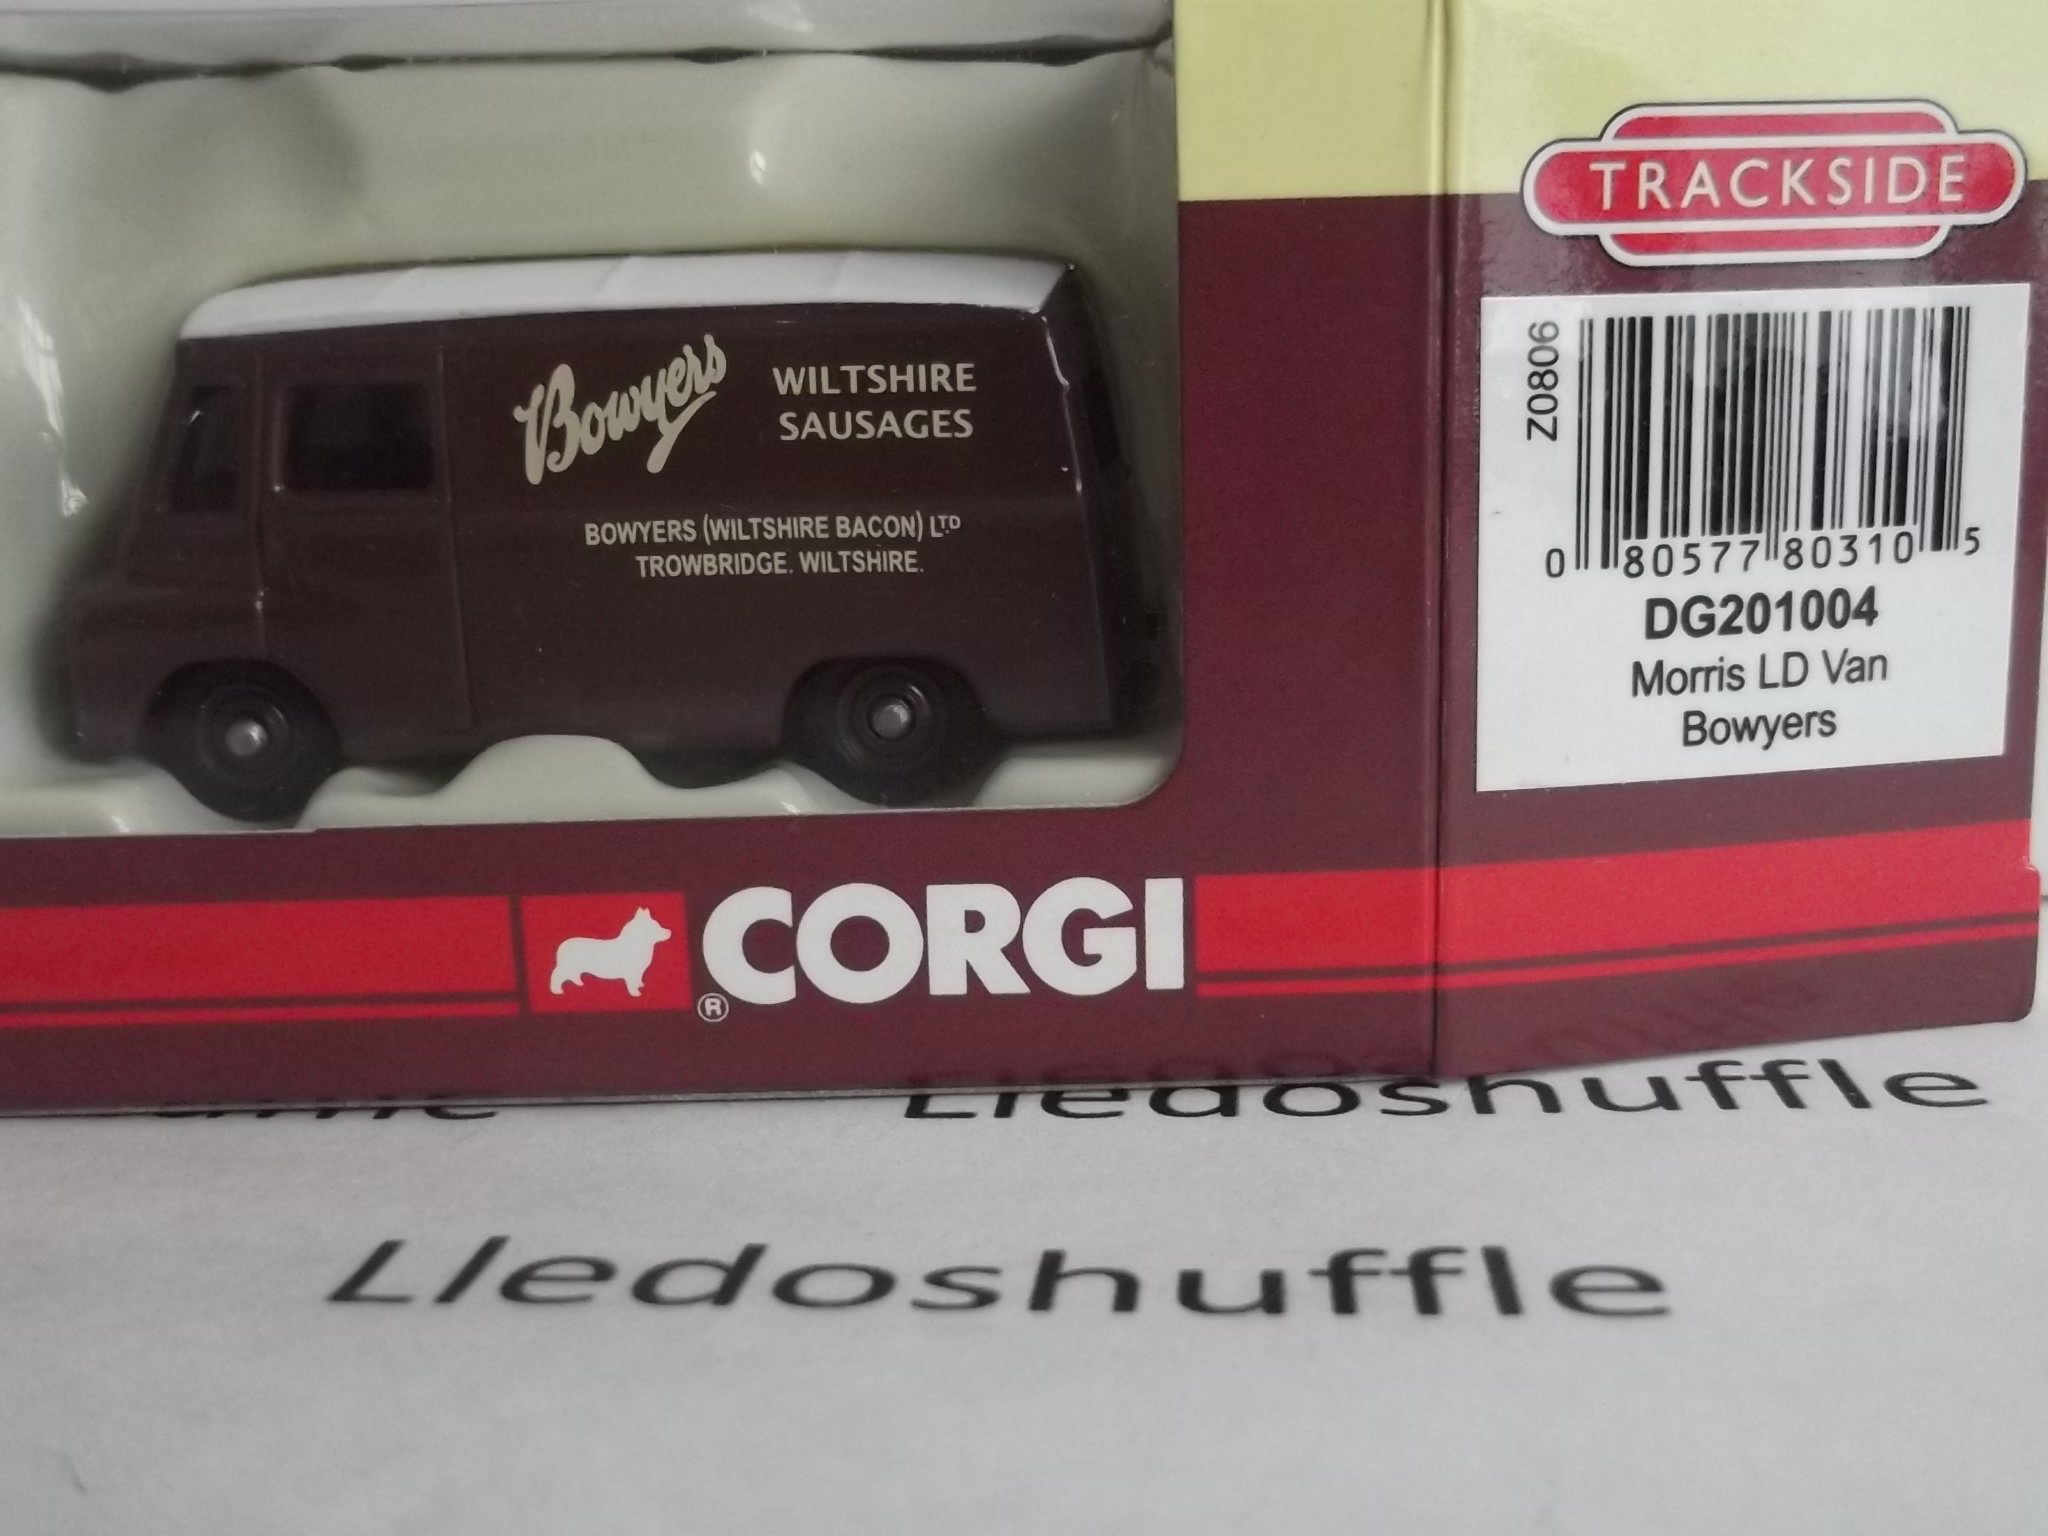 Bowyers
WILTSHIRE
SAUSAGES
BOWYERS (WILTSHIRE BACON) LTD
TROWBRIDGE. WILTSHIRE.
CORGI
®
TRACKSIDE
Z0806
0 80577 80310 5
DG201004
Morris LD Van
Bowyers
Lledoshuffle
Lledoshuffle